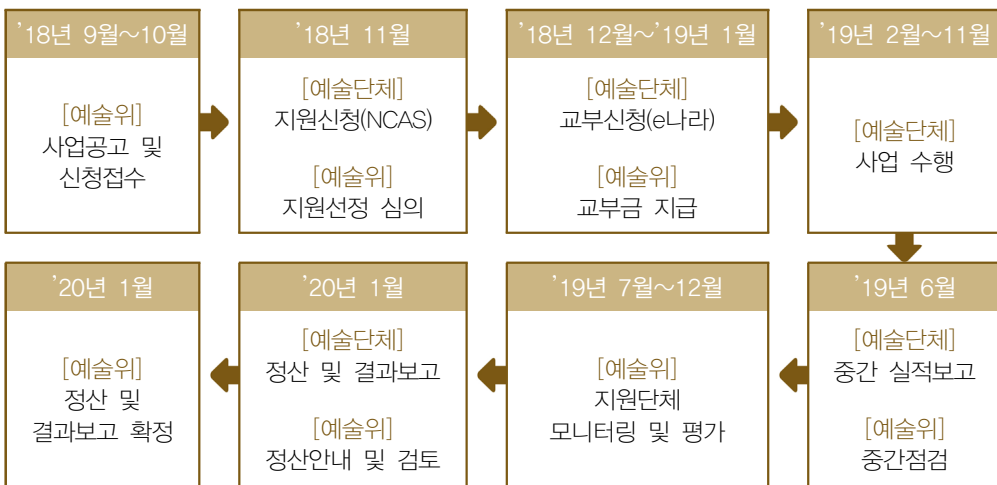 ’18년 9월~10월
[예술위]
사업공고 및
신청접수
’18년 11월
[예술단체]
지원신청(NCAS)
[예술위]
지원선정 심의
’18년 12월~’19년 1월
[예술단체]
교부신청(e나라)
[예술위]
교부금 지급
’19년 2월~11월
[예술단체]
사업 수행
’19년 6월
[예술단체]
중간 실적보고
[예술위]
중간점검
’19년 7월~12월
[예술위]
지원단체
모니터링 및 평가
’20년 1월
[예술단체]
정산 및 결과보고
[예술위]
정산안내 및 검토
’20년 1월
[예술위]
정산 및
결과보고 확정